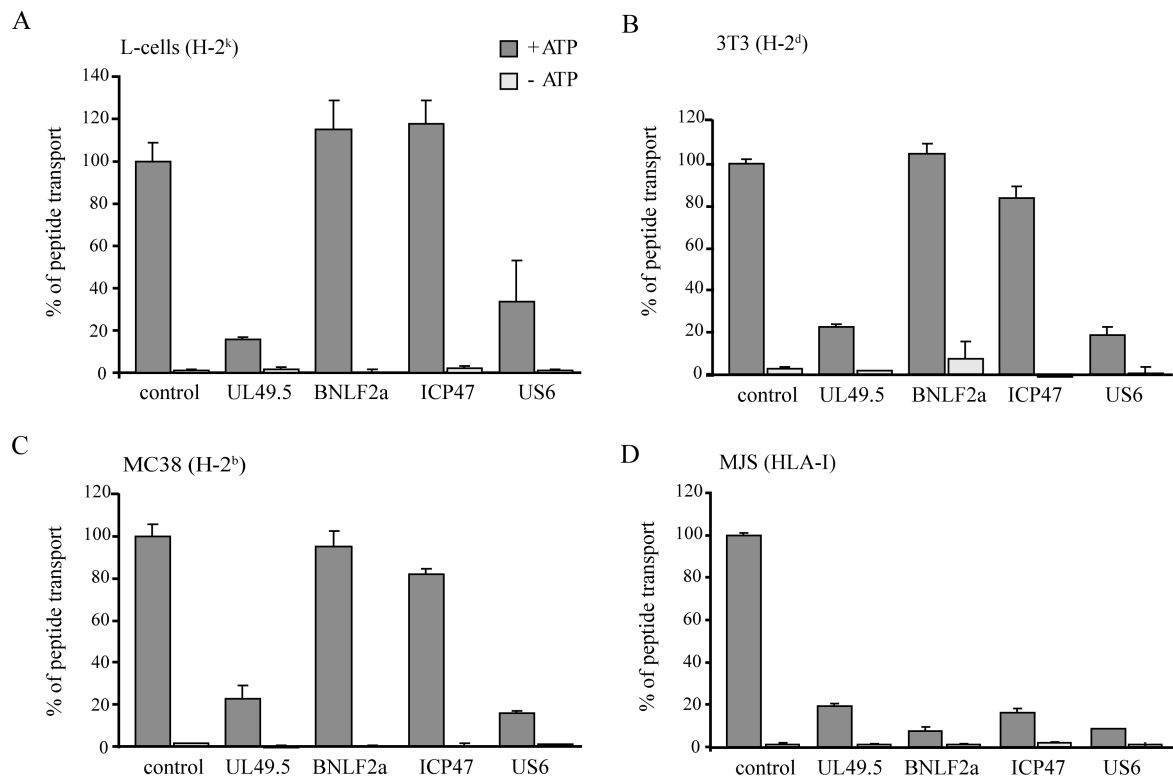 A
L-cells (H-2ᵏ)
+ATP
- ATP
% of peptide transport
140
120
100
80
60
40
20
0
control UL49.5 BNLF2a ICP47 US6
B
3T3 (H-2ᵈ)
% of peptide transport
120
100
80
60
40
20
0
control UL49.5 BNLF2a ICP47 US6
C
MC38 (H-2ᵇ)
% of peptide transport
120
100
80
60
40
20
0
control UL49.5 BNLF2a ICP47 US6
D
MJS (HLA-I)
% of peptide transport
120
100
80
60
40
20
0
control UL49.5 BNLF2a ICP47 US6